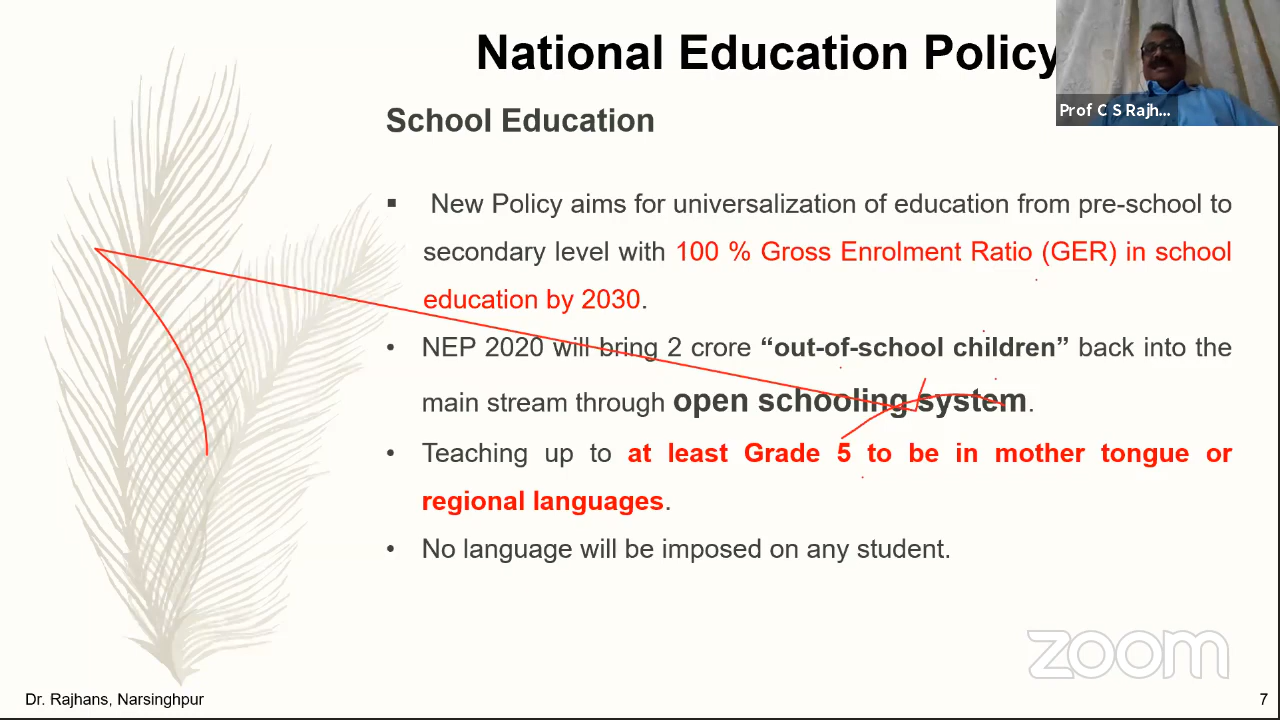 National Education Policy
Prof C S Rajh...
School Education
▪ New Policy aims for universalization of education from pre-school to
secondary level with 100 % Gross Enrolment Ratio (GER) in school
education by 2030.
• NEP 2020 will bring 2 crore “out-of-school children” back into the
main stream through open schooling system.
• Teaching up to at least Grade 5 to be in mother tongue or
regional languages.
• No language will be imposed on any student.
zoom
Dr. Rajhans, Narsinghpur
7